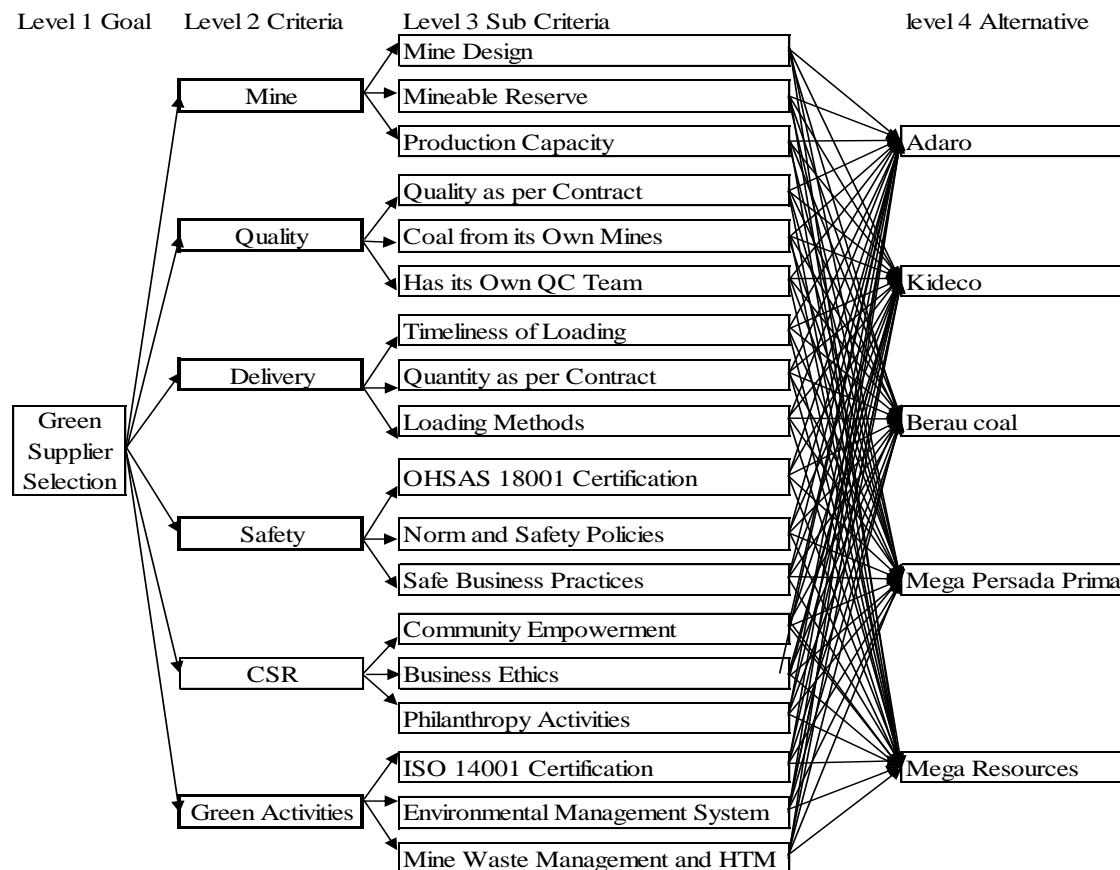 Level 1 Goal
Level 2 Criteria
Level 3 Sub Criteria
level 4 Alternative
Green
Supplier
Selection
Mine
Quality
Delivery
Safety
CSR
Green Activities
Mine Design
Mineable Reserve
Production Capacity
Quality as per Contract
Coal from its Own Mines
Has its Own QC Team
Timeliness of Loading
Quantity as per Contract
Loading Methods
OHSAS 18001 Certification
Norm and Safety Policies
Safe Business Practices
Community Empowerment
Business Ethics
Philanthropy Activities
ISO 14001 Certification
Environmental Management System
Mine Waste Management and HTM
Adaro
Kideco
Berau coal
Mega Persada Prima
Mega Resources